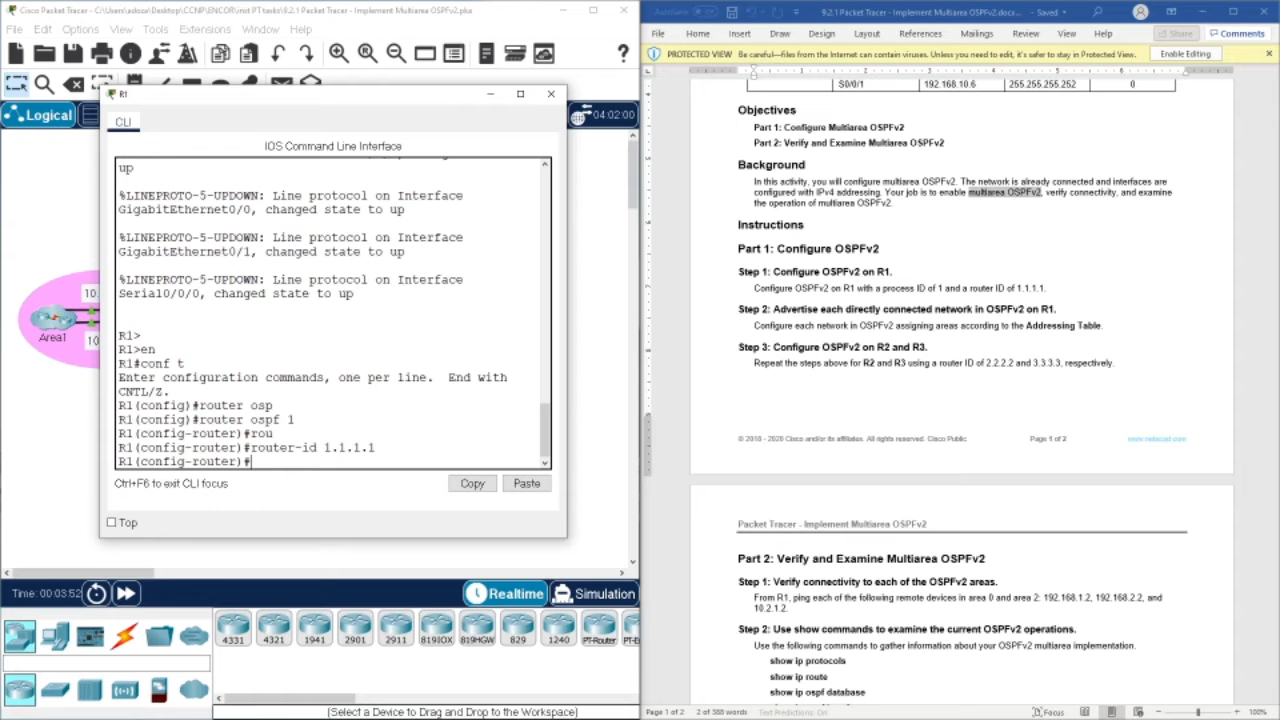 Cisco Packet Tracer - C:\Users\adosa\Desktop\CCNP\ENCOR\inst PT tasks\9.2.1 Packet Tracer - Implement Multiarea OSPFv2.pka
File Edit Options View Tools Extensions Window Help
Logical
04:02:00
R1
CLI
IOS Command Line Interface
up
%LINEPROTO-5-UPDOWN: Line protocol on Interface
GigabitEthernet0/0, changed state to up
%LINEPROTO-5-UPDOWN: Line protocol on Interface
GigabitEthernet0/1, changed state to up
%LINEPROTO-5-UPDOWN: Line protocol on Interface
Serial0/0/0, changed state to up
R1>
R1>en
R1#conf t
Enter configuration commands, one per line. End with
CNTL/Z.
R1(config)#router osp
R1(config)#router ospf 1
R1(config-router)#rou
R1(config-router)#router-id 1.1.1.1
R1(config-router)#
Ctrl+F6 to exit CLI focus
Copy
Paste
Top
10.
Area1
10
Time: 00:03:52
Realtime
Simulation
4331 4321 1941 2901 2911 819IOX 819HGW 829 1240 PT-Router PT-E
(Select a Device to Drag and Drop to the Workspace)
AutoSave Off
9.2.1 Packet Tracer - Implement Multiarea OSPFv2.docx... - Saved
File Home Insert Draw Design Layout References Mailings Review View Help
Share
Comments
PROTECTED VIEW Be careful—files from the Internet can contain viruses. Unless you need to edit, it's safer to stay in Protected View.
Enable Editing
S0/0/1 192.168.10.6 255.255.255.252 0
Objectives
Part 1: Configure Multiarea OSPFv2
Part 2: Verify and Examine Multiarea OSPFv2
Background
In this activity, you will configure multiarea OSPFv2. The network is already connected and interfaces are
configured with IPv4 addressing. Your job is to enable multiarea OSPFv2, verify connectivity, and examine
the operation of multiarea OSPFv2.
Instructions
Part 1: Configure OSPFv2
Step 1: Configure OSPFv2 on R1.
Configure OSPFv2 on R1 with a process ID of 1 and a router ID of 1.1.1.1.
Step 2: Advertise each directly connected network in OSPFv2 on R1.
Configure each network in OSPFv2 assigning areas according to the Addressing Table.
Step 3: Configure OSPFv2 on R2 and R3.
Repeat the steps above for R2 and R3 using a router ID of 2.2.2.2 and 3.3.3.3, respectively.
Page 1 of 2
www.netacad.com
Packet Tracer - Implement Multiarea OSPFv2
Part 2: Verify and Examine Multiarea OSPFv2
Step 1: Verify connectivity to each of the OSPFv2 areas.
From R1, ping each of the following remote devices in area 0 and area 2: 192.168.1.2, 192.168.2.2, and
10.2.1.2.
Step 2: Use show commands to examine the current OSPFv2 operations.
Use the following commands to gather information about your OSPFv2 multiarea implementation.
show ip protocols
show ip route
show ip ospf database
Page 1 of 2 2 of 388 words Text Predictions: On
Focus
100%